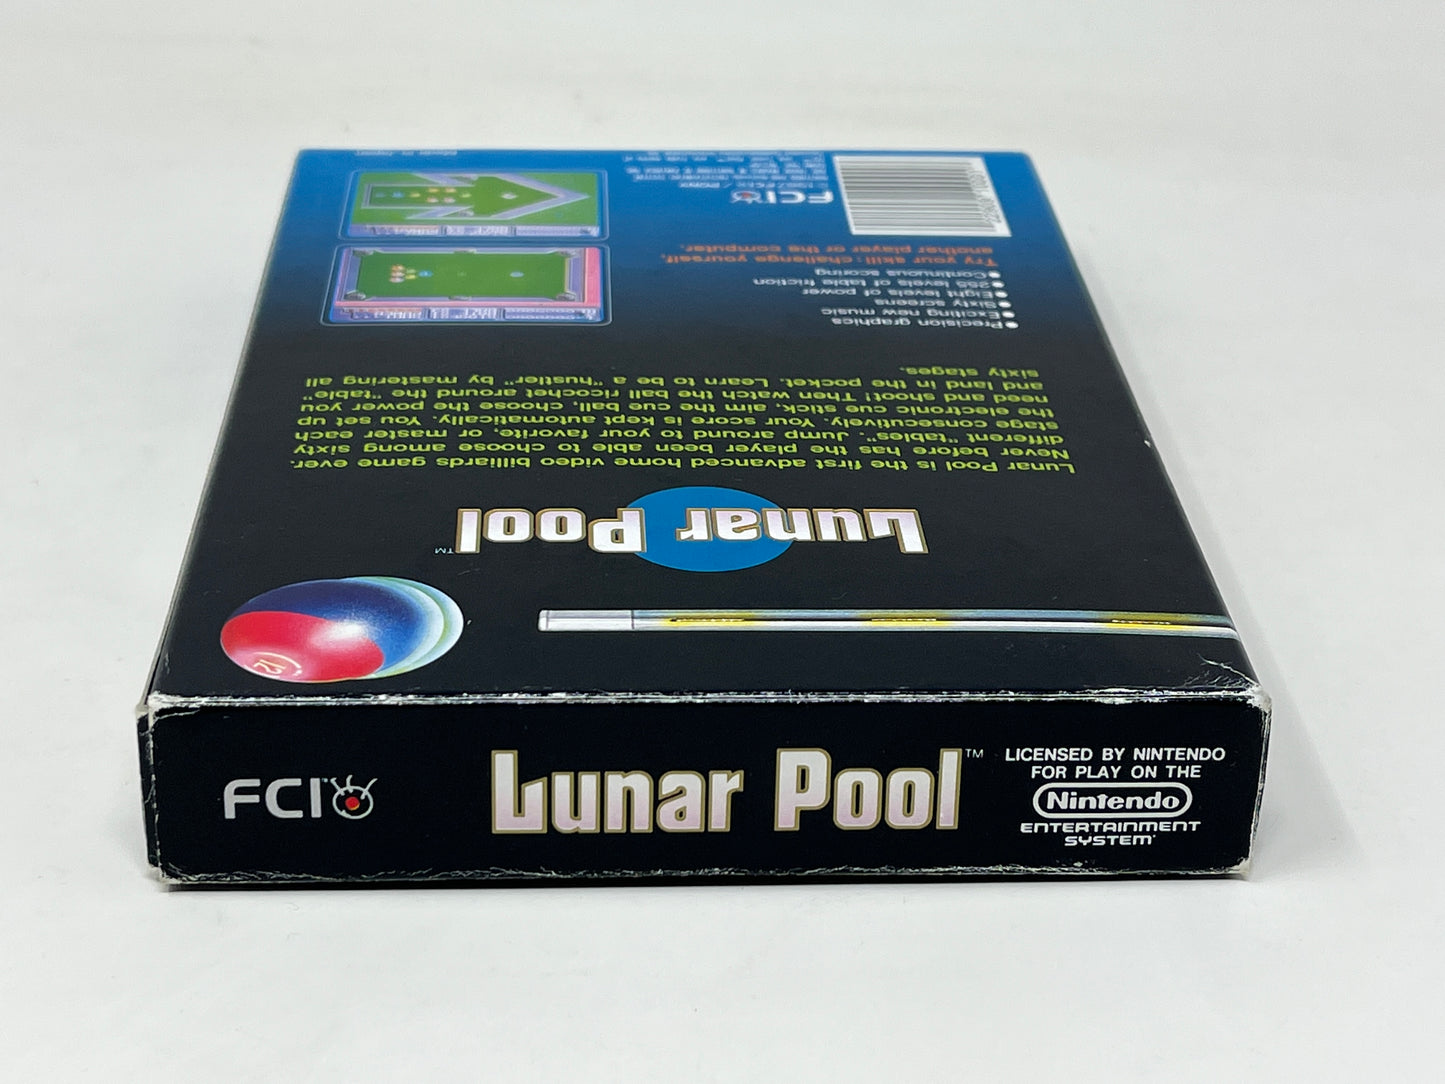 FCI
Lunar Pool™
LICENSED BY NINTENDO
FOR PLAY ON THE
Nintendo
ENTERTAINMENT
SYSTEM
12
Lunar Pool™
Lunar Pool is the first advanced home video billiards game ever.
Never before has the player been able to choose among sixty
different "tables". Jump around to your favorite, or master each
stage consecutively. Your score is kept automatically. You set up
the electronic cue stick, aim the cue ball, choose the power you
need and shoot! Then watch the ball ricochet around the "table"
and land in the pocket. Learn to be a "hustler" by mastering all
sixty stages.
●Precision graphics
●Exciting new music
●Sixty screens
●Eight levels of power
●255 levels of table friction
●Continuous scoring
Try your skill: challenge yourself,
another player or the computer.
FCI